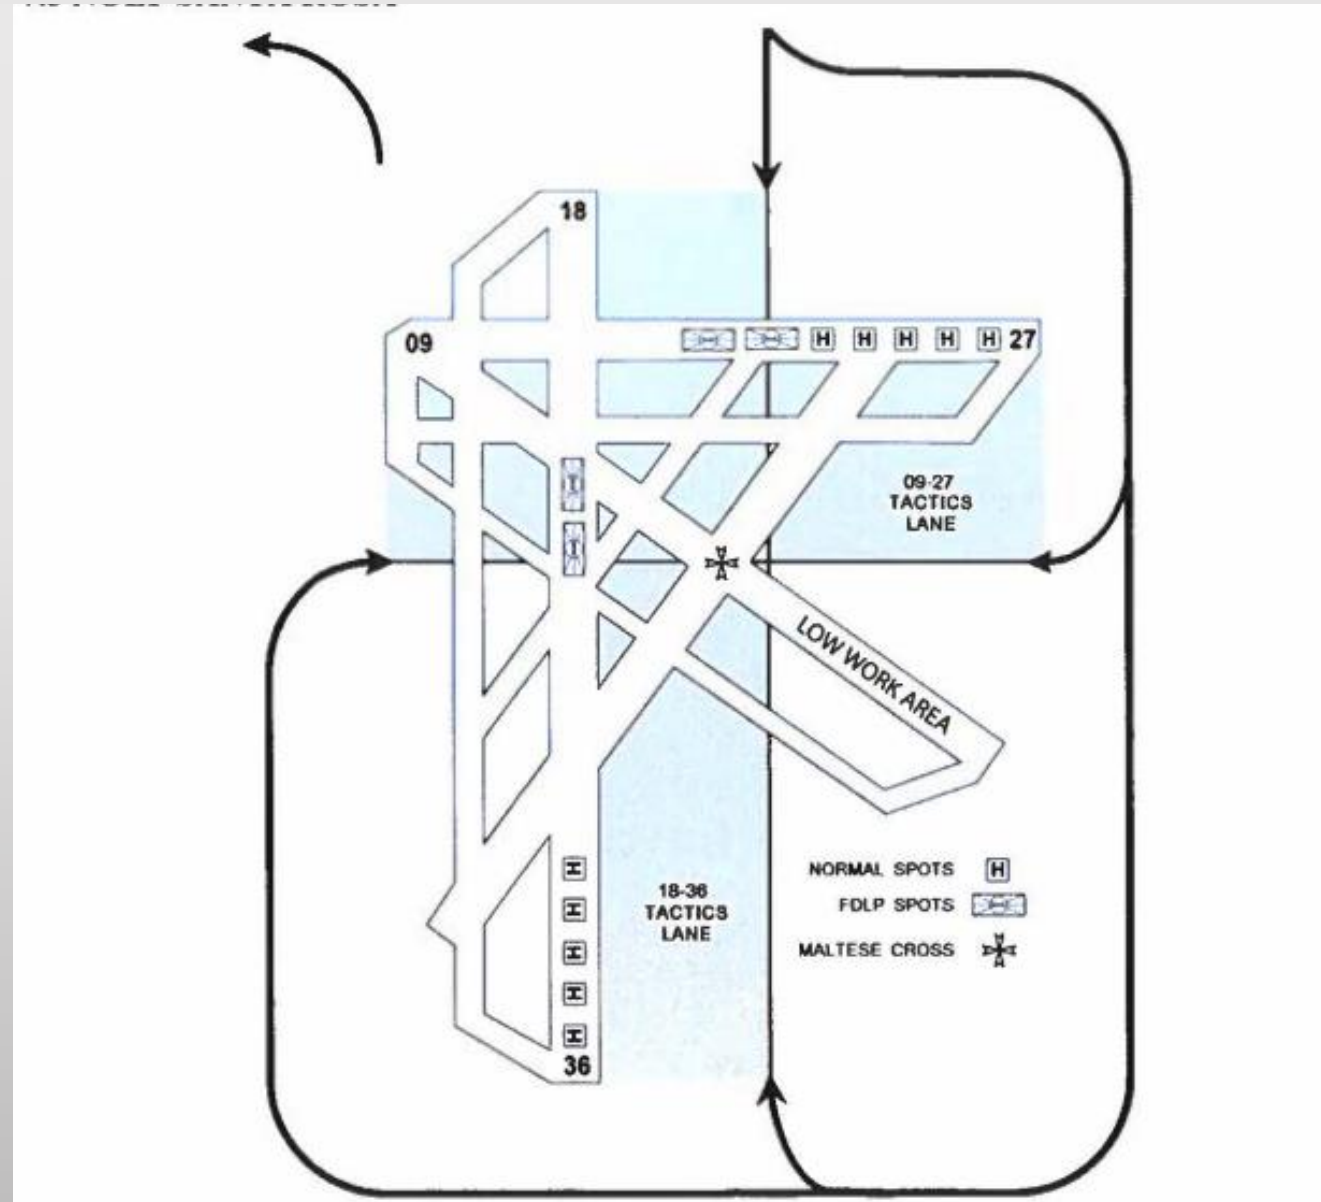 18
09
H H H H H 27
09-27
TACTICS
LANE
LOW WORK AREA
NORMAL SPOTS H
FDLP SPOTS H
MALTESE CROSS
18-36
TACTICS
LANE
H
H
H
H
H
36